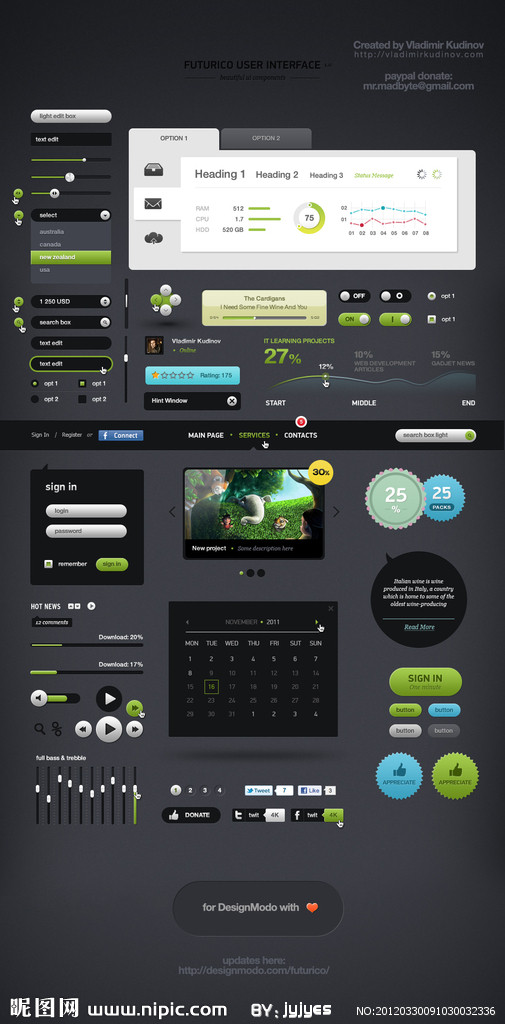 Created by Vladimir Kudinov
http://vladimirkudinov.com
FUTURICO USER INTERFACE
beautiful ui components
paypal donate:
mr.madbyte@gmail.com
light edit box
text edit
select
australia
canada
new zealand
usa
OPTION 1
OPTION 2
Heading 1
Heading 2
Heading 3
Status Message
RAM 512
CPU 1.7
HDD 520 GB
75
02
01
01 02 03 04 05 06 07 08
1 250 USD
search box
text edit
text edit
opt 1
opt 1
opt 2
opt 2
The Cardigans
I Need Some Fine Wine And You
OFF
ON
opt 1
opt 1
Vladimir Kudinov
Online
Rating: 175
Hint Window
IT LEARNING PROJECTS
27%
12%
10%
WEB DEVELOPMENT
ARTICLES
15%
GADJET NEWS
START
MIDDLE
END
Sign In / Register or
f Connect
MAIN PAGE
SERVICES
CONTACTS
search box light
sign in
login
password
remember
sign in
30%
New project • Some description here
25
%
25
PACKS
Italian wine is wine
produced in Italy, a country
which is home to some of the
oldest wine-producing
Read More
HOT NEWS
12 comments
Download: 20%
Download: 17%
NOVEMBER • 2011
MON TUE WED THU FRI SAT SUN
1 2 3 4 5 6 7
8 9 10 11 12 13 14
15 16 17 18 19 20 21
22 23 24 25 26 27 28
29 30 31 1 2 3 4
SIGN IN
button
button
button
button
APPRECIATE
APPRECIATE
full bass & trebble
1 2 3 4
Tweet 7
Like 3
DONATE
twit 4K
twit 4K
for DesignModo with
updates here:
http://designmodo.com/futurico/
昵图网 www.nipic.com
BY: jyjyes
NO:20120330091030032336